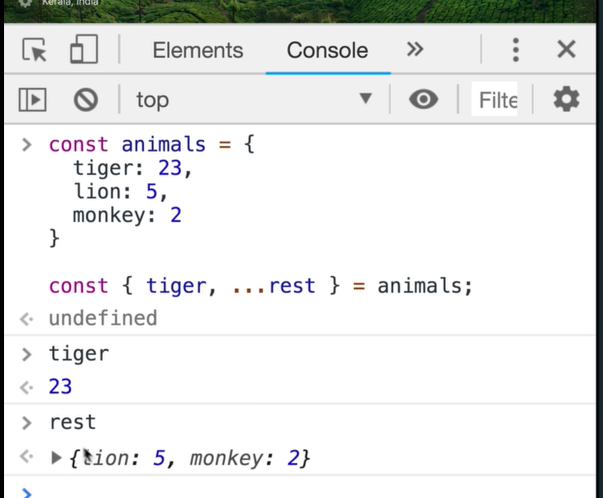 Kerala, India
Elements Console »
top ▼ Filte
> const animals = {
tiger: 23,
lion: 5,
monkey: 2
}
const { tiger, ...rest } = animals;
undefined
> tiger
23
> rest
▶ {lion: 5, monkey: 2}
>